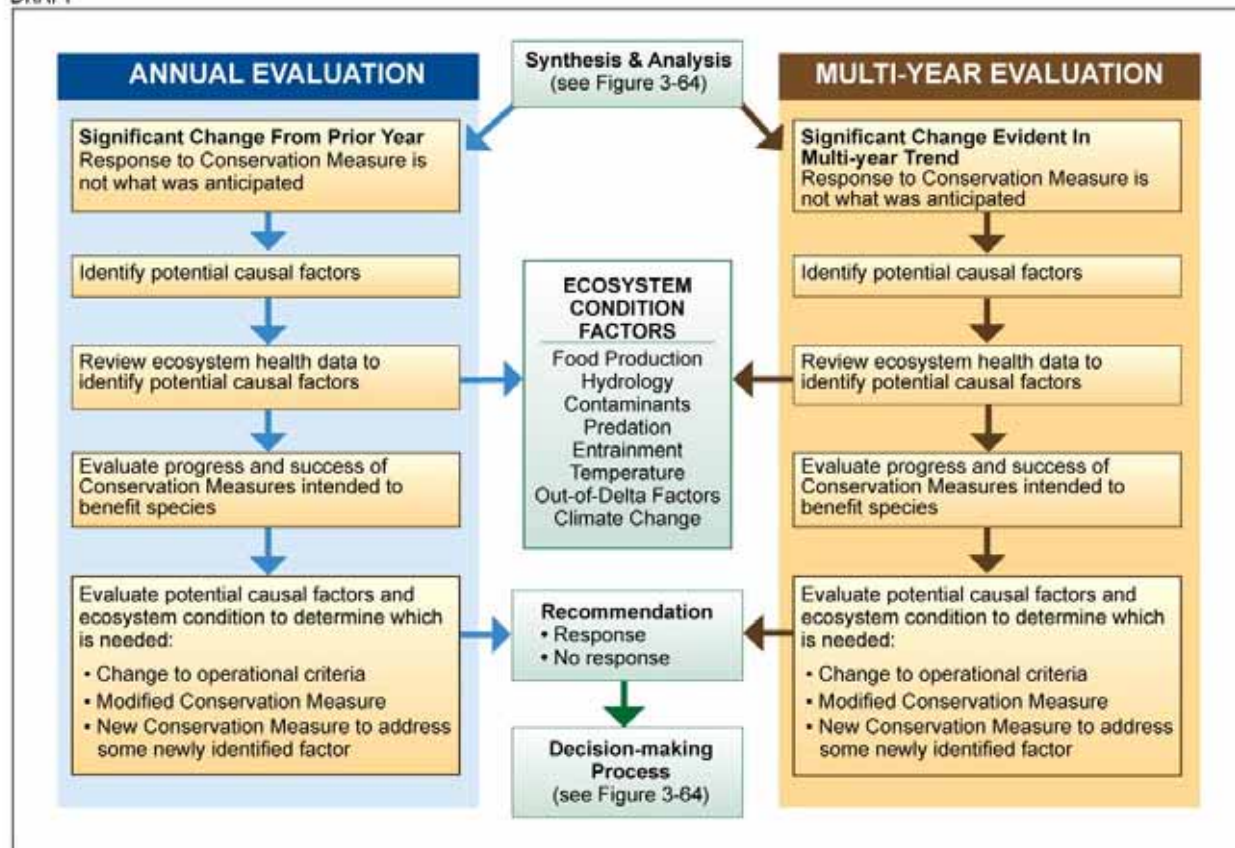 DRAFT
Synthesis & Analysis
(see Figure 3-64)
ANNUAL EVALUATION
Significant Change From Prior Year
Response to Conservation Measure is
not what was anticipated
Identify potential causal factors
Review ecosystem health data to
identify potential causal factors
Evaluate progress and success of
Conservation Measures intended to
benefit species
Evaluate potential causal factors and
ecosystem condition to determine which
is needed:
• Change to operational criteria
• Modified Conservation Measure
• New Conservation Measure to address
some newly identified factor
ECOSYSTEM
CONDITION
FACTORS
Food Production
Hydrology
Contaminants
Predation
Entrainment
Temperature
Out-of-Delta Factors
Climate Change
Recommendation
• Response
• No response
Decision-making
Process
(see Figure 3-64)
MULTI-YEAR EVALUATION
Significant Change Evident In
Multi-year Trend
Response to Conservation Measure is
not what was anticipated
Identify potential causal factors
Review ecosystem health data to
identify potential causal factors
Evaluate progress and success of
Conservation Measures intended to
benefit species
Evaluate potential causal factors and
ecosystem condition to determine which
is needed:
• Change to operational criteria
• Modified Conservation Measure
• New Conservation Measure to address
some newly identified factor